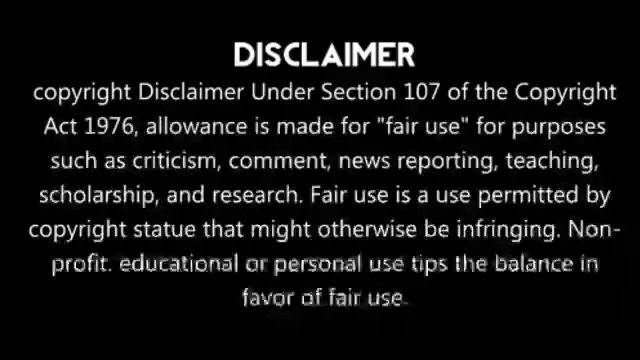 DISCLAIMER
copyright Disclaimer Under Section 107 of the Copyright
Act 1976, allowance is made for "fair use" for purposes
such as criticism, comment, news reporting, teaching,
scholarship, and research. Fair use is a use permitted by
copyright statue that might otherwise be infringing. Non-
profit. educational or personal use tips the balance in
favor of fair use.